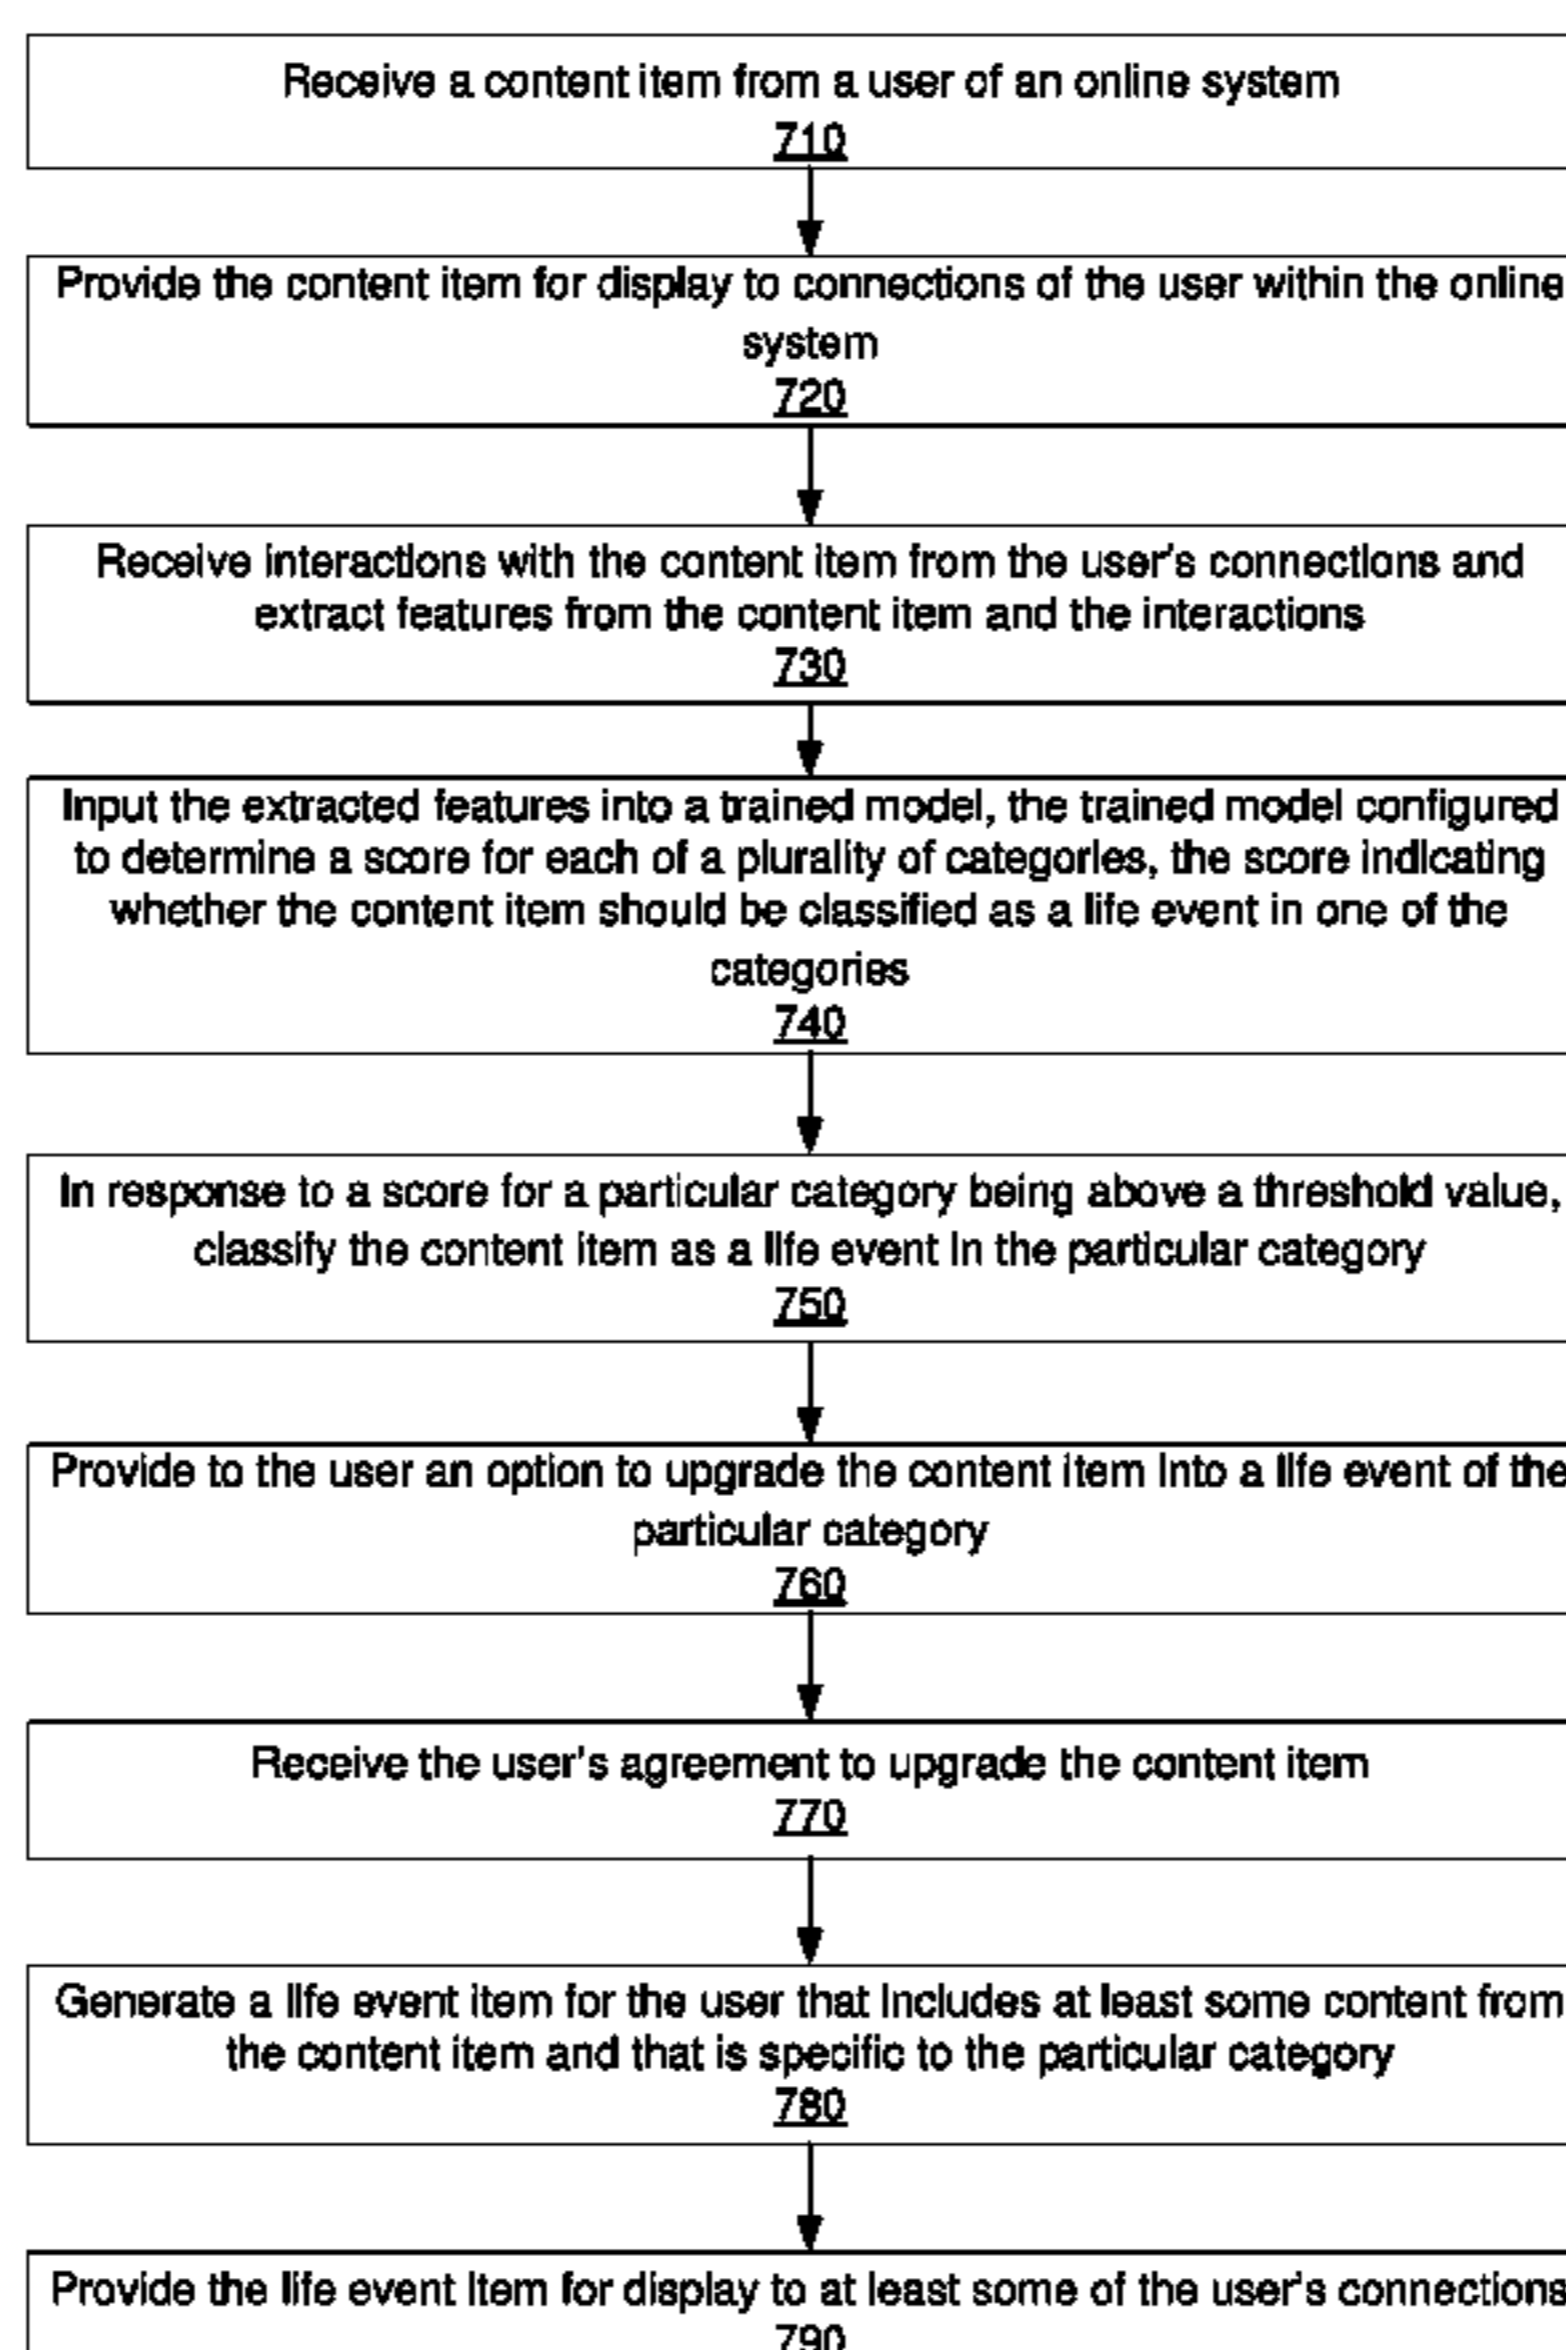 Receive a content item from a user of an online system
710
Provide the content item for display to connections of the user within the online
system
720
Receive interactions with the content item from the user's connections and
extract features from the content item and the interactions
730
Input the extracted features into a trained model, the trained model configured
to determine a score for each of a plurality of categories, the score indicating
whether the content item should be classified as a life event in one of the
categories
740
In response to a score for a particular category being above a threshold value,
classify the content item as a life event in the particular category
750
Provide to the user an option to upgrade the content item into a life event of the
particular category
760
Receive the user's agreement to upgrade the content item
770
Generate a life event item for the user that includes at least some content from
the content item and that is specific to the particular category
780
Provide the life event item for display to at least some of the user's connections
790